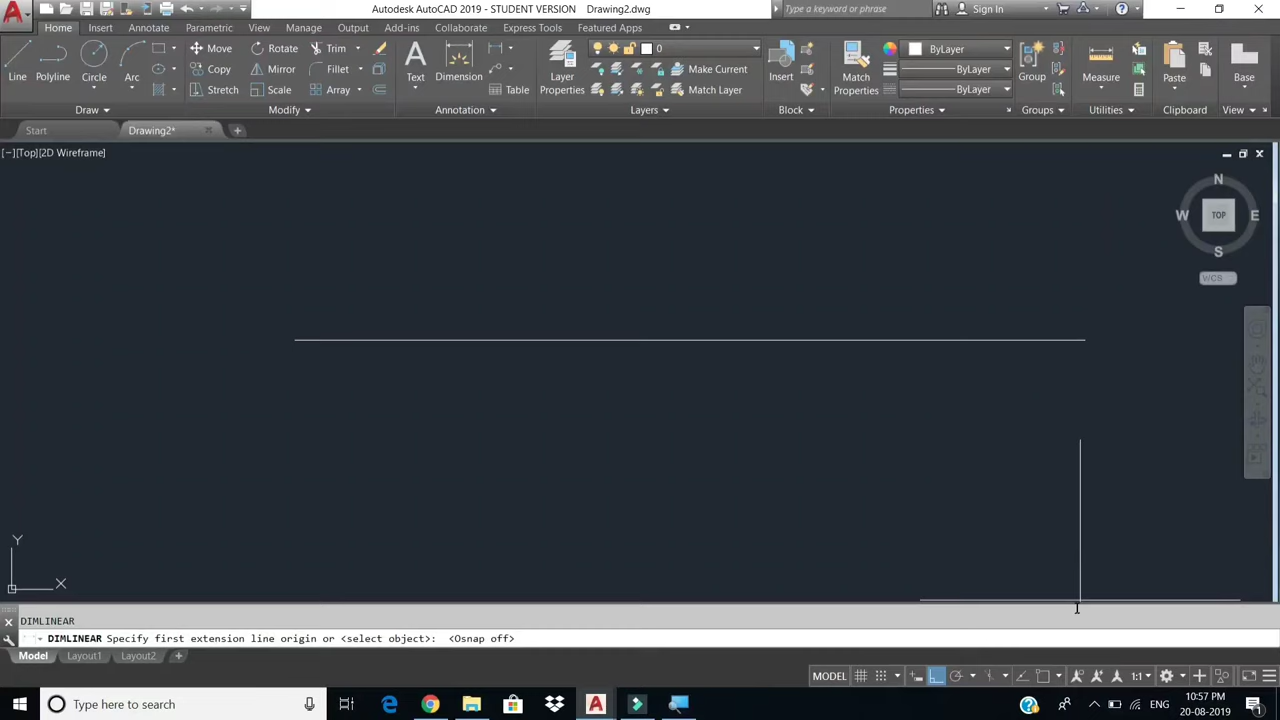 Autodesk AutoCAD 2019 - STUDENT VERSION Drawing2.dwg
Type a keyword or phrase
Sign In
Home Insert Annotate Parametric View Manage Output Add-ins Collaborate Express Tools Featured Apps
Line Polyline Circle Arc
Move Rotate Trim
Copy Mirror Fillet
Stretch Scale Array
Text Dimension Table
Layer Properties
0
Make Current
Match Layer
Insert
Match Properties
ByLayer
ByLayer
ByLayer
Group Measure Paste Base
Draw Modify Annotation Layers Block Properties Groups Utilities Clipboard View
Start Drawing2*
[−][Top][2D Wireframe]
N
W TOP E
S
WCS
Y
X
DIMLINEAR
DIMLINEAR Specify first extension line origin or <select object>: <Osnap off>
Model Layout1 Layout2
MODEL 1:1
Type here to search
ENG
10:57 PM
20-08-2019
1